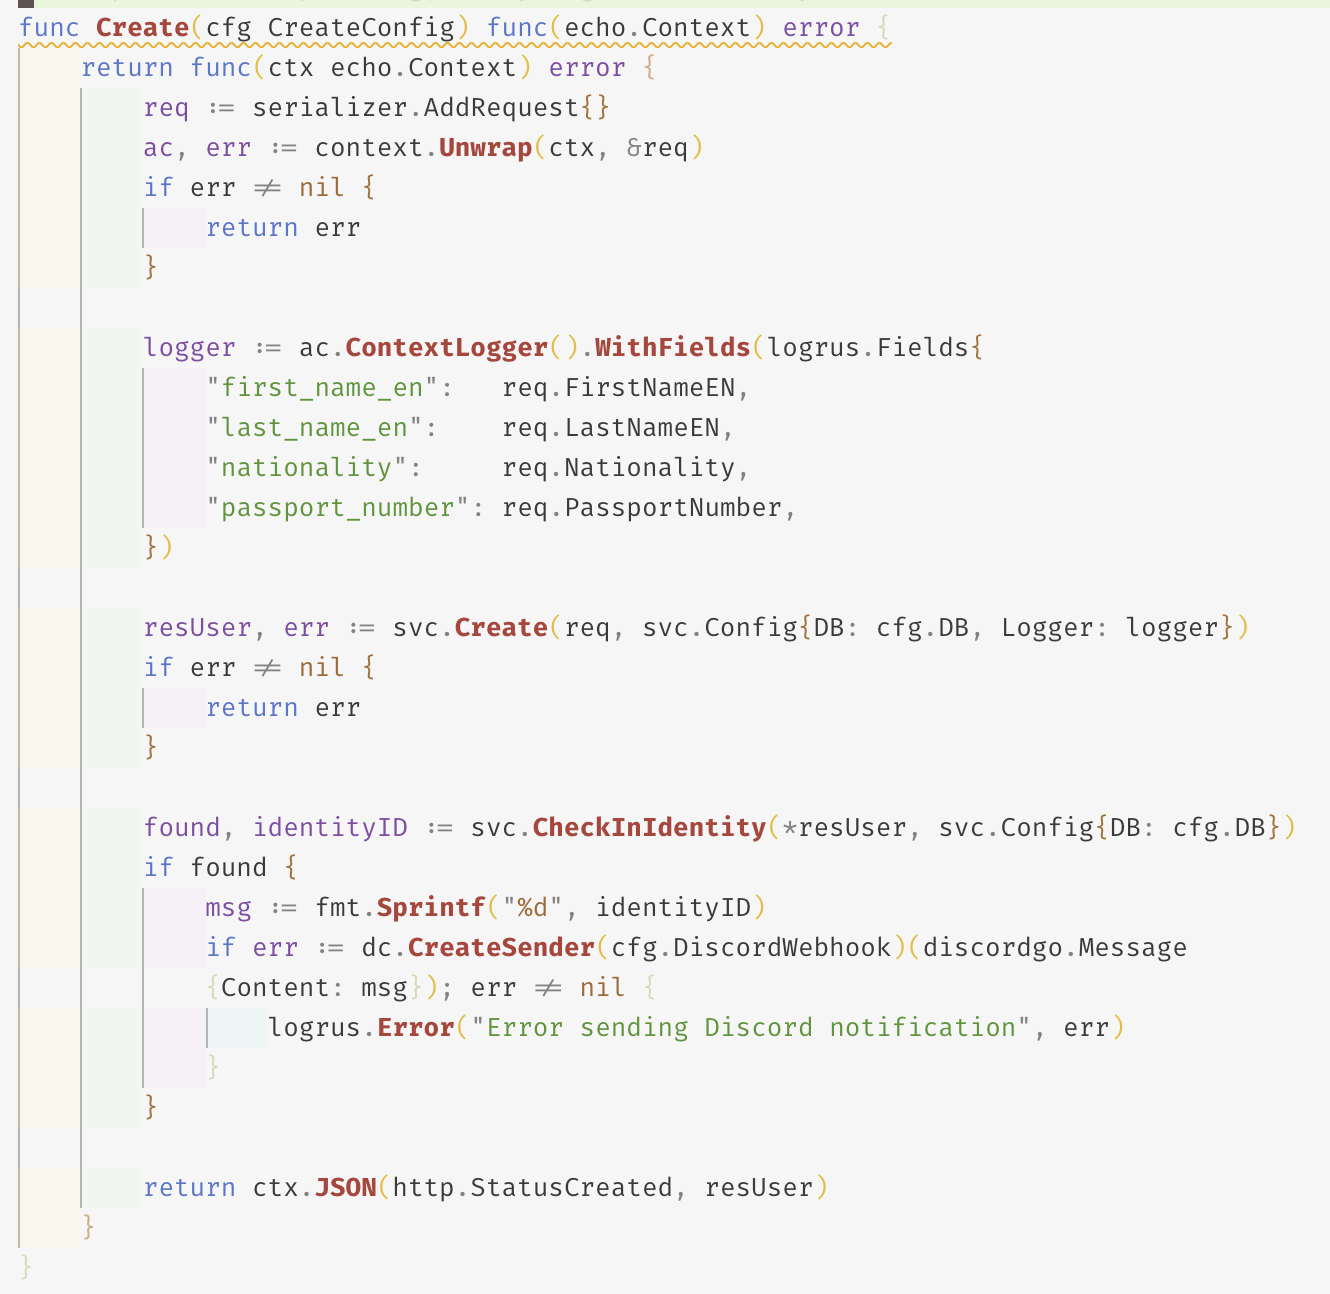 func Create(cfg CreateConfig) func(echo.Context) error {
    return func(ctx echo.Context) error {
        req := serializer.AddRequest{}
        ac, err := context.Unwrap(ctx, &req)
        if err != nil {
            return err
        }

        logger := ac.ContextLogger().WithFields(logrus.Fields{
            "first_name_en":   req.FirstNameEN,
            "last_name_en":    req.LastNameEN,
            "nationality":     req.Nationality,
            "passport_number": req.PassportNumber,
        })

        resUser, err := svc.Create(req, svc.Config{DB: cfg.DB, Logger: logger})
        if err != nil {
            return err
        }

        found, identityID := svc.CheckInIdentity(*resUser, svc.Config{DB: cfg.DB})
        if found {
            msg := fmt.Sprintf("%d", identityID)
            if err := dc.CreateSender(cfg.DiscordWebhook)(discordgo.Message
            {Content: msg}); err != nil {
                logrus.Error("Error sending Discord notification", err)
            }
        }

        return ctx.JSON(http.StatusCreated, resUser)
    }
}